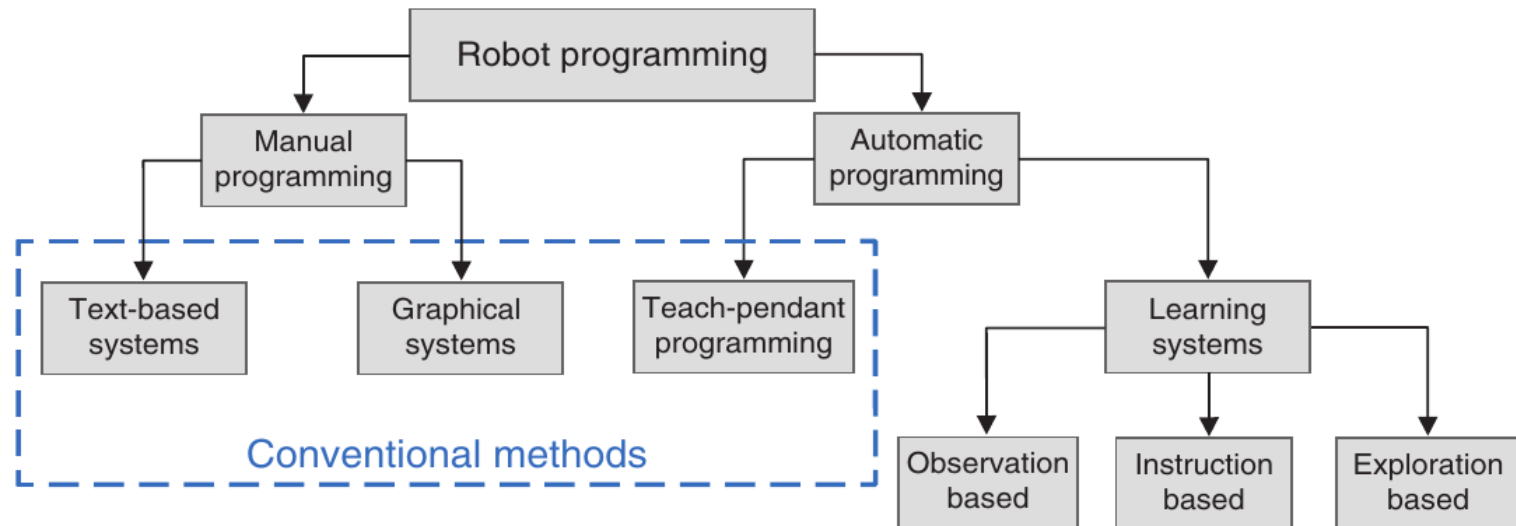 Robot programming
Manual
programming
Automatic
programming
Text-based
systems
Graphical
systems
Teach-pendant
programming
Learning
systems
Conventional methods
Observation
based
Instruction
based
Exploration
based